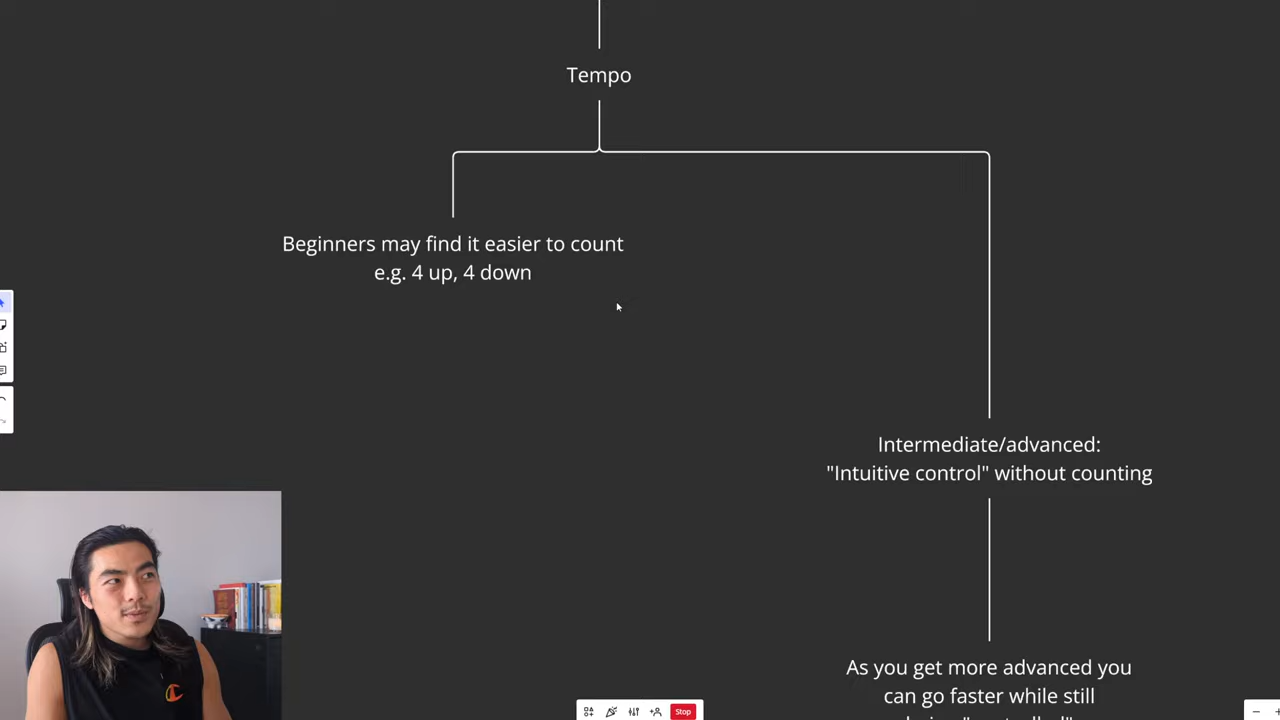 Tempo
Beginners may find it easier to count
e.g. 4 up, 4 down
Intermediate/advanced:
"Intuitive control" without counting
As you get more advanced you
can go faster while still
Stop